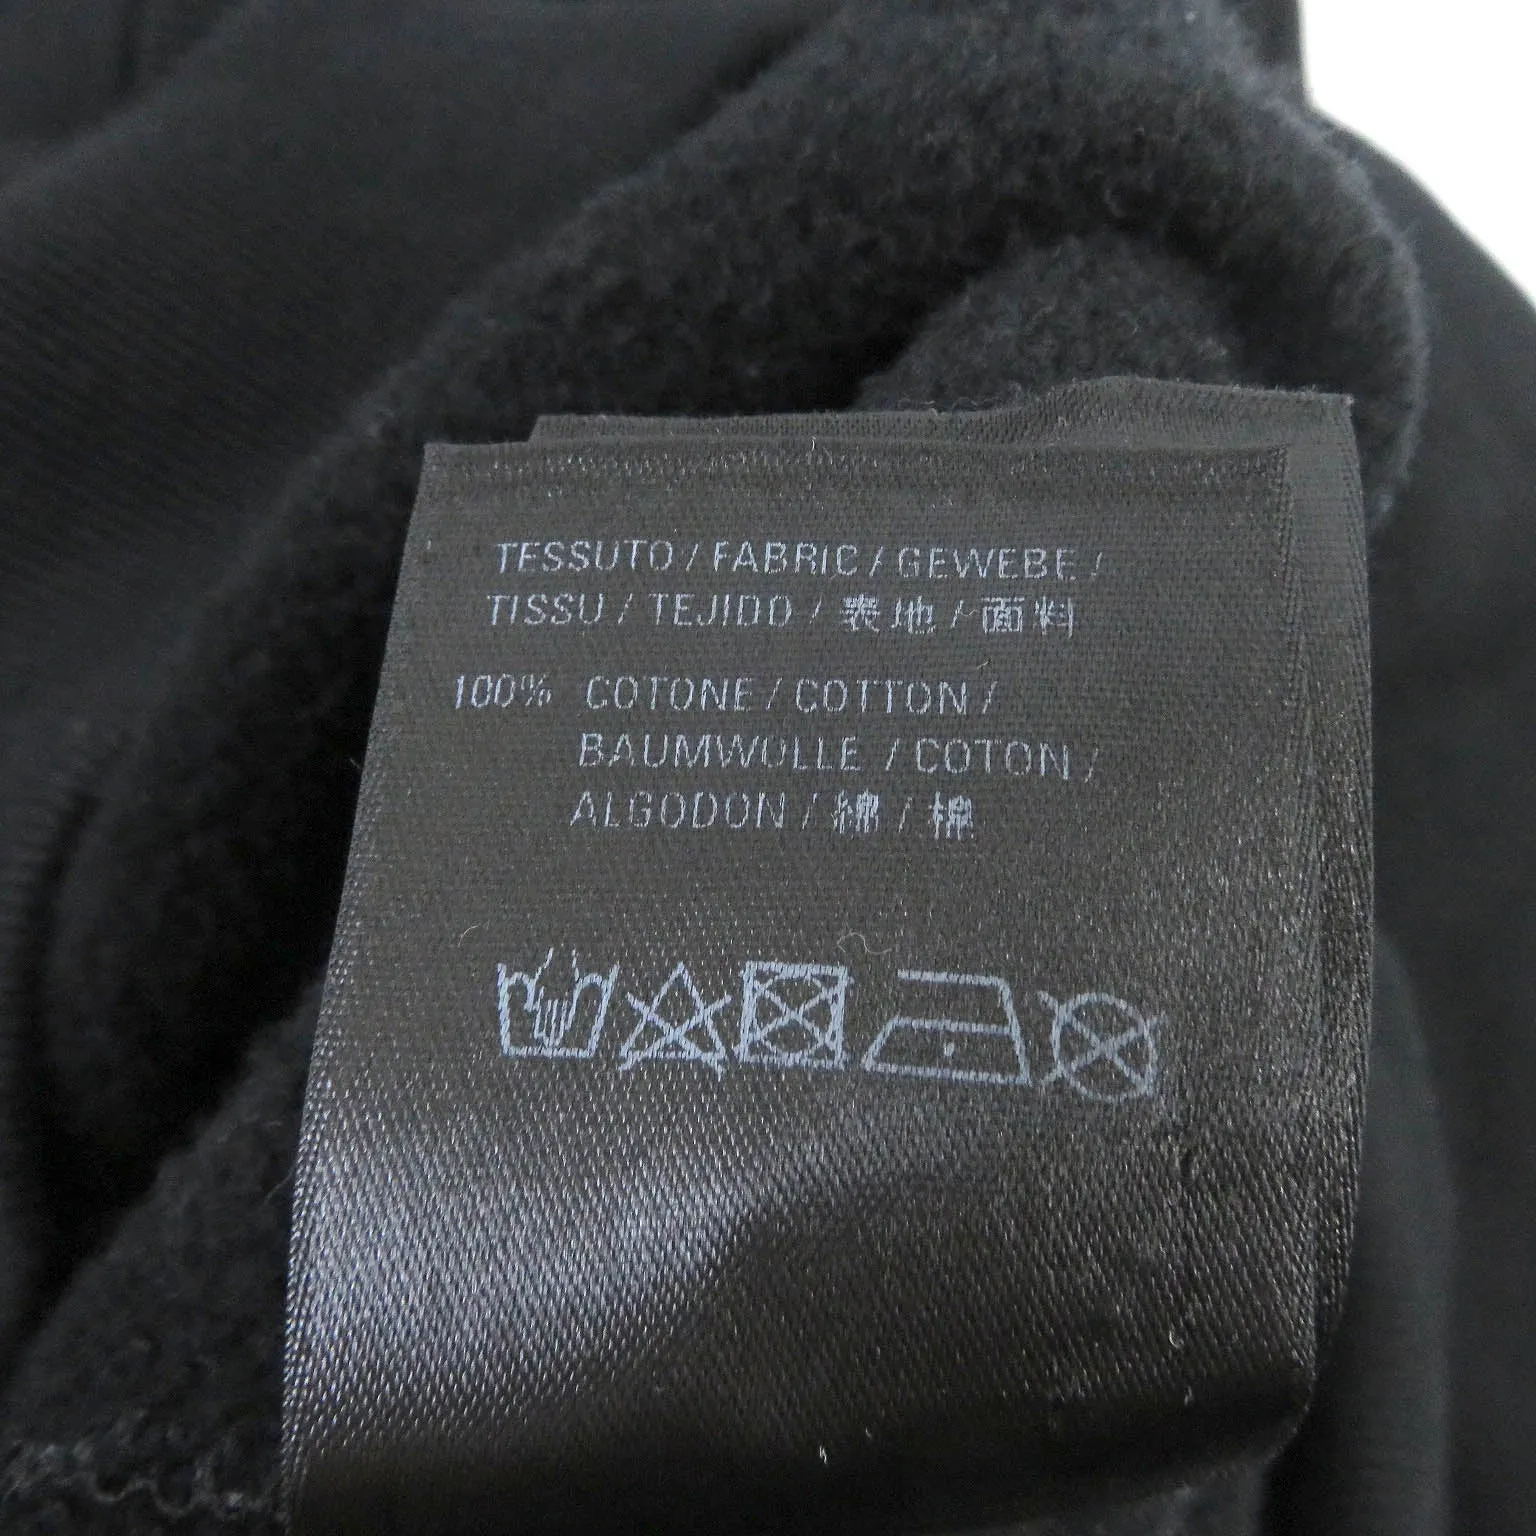 TESSUTO / FABRIC / GEWEBE /
TISSU / TEJIDO / 表地 / 面料
100% COTONE / COTTON /
BAUMWOLLE / COTON /
ALGODON / 綿 / 棉